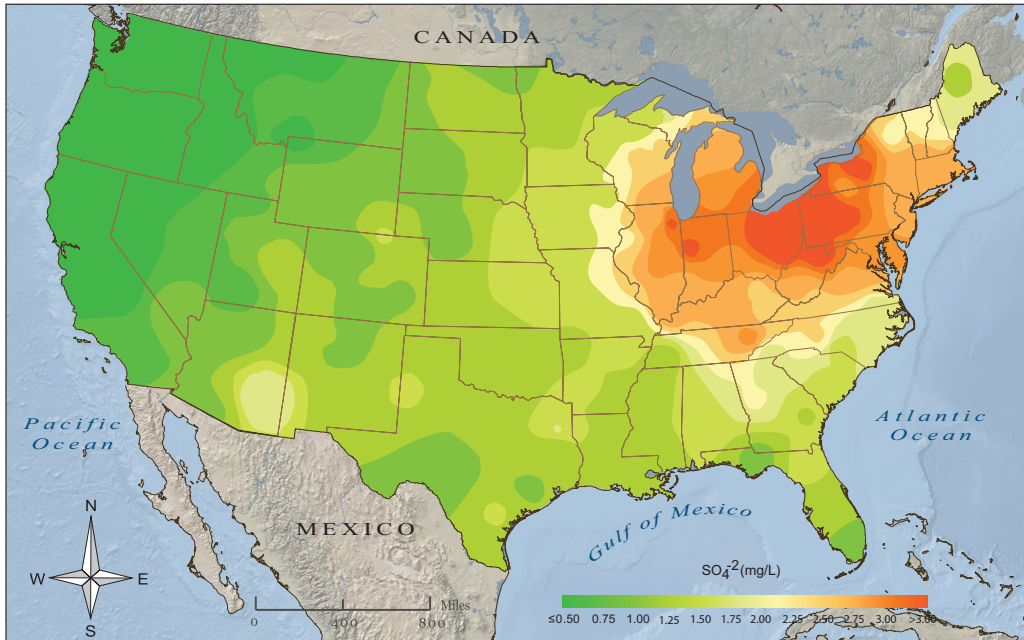 CANADA
Pacific
Ocean
Atlantic
Ocean
MEXICO
Gulf of Mexico
N
W E
S
Miles
0 400 800
SO₄⁻²(mg/L)
≤0.50 0.75 1.00 1.25 1.75 2.00 2.25 2.50 2.75 3.00 >3.00